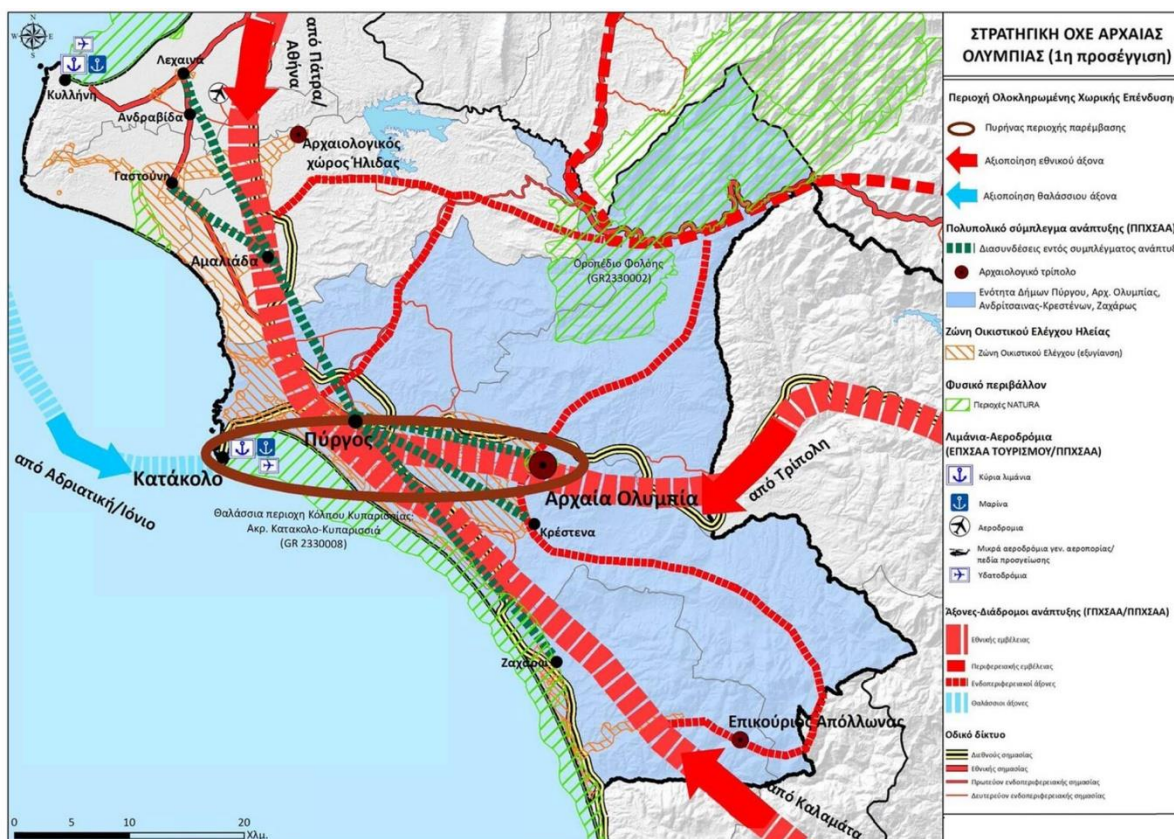 ΣΤΡΑΤΗΓΙΚΗ ΟΧΕ ΑΡΧΑΙΑΣ
ΟΛΥΜΠΙΑΣ (1η προσέγγιση)
Περιοχή Ολοκληρωμένης Χωρικής Επένδυσης
Πυρήνας περιοχής παρέμβασης
Αξιοποίηση εθνικού άξονα
Αξιοποίηση θαλάσσιου άξονα
Πολυπολικό σύμπλεγμα ανάπτυξης (ΠΠΧΣΑΑ)
Διασυνδέσεις εντός συμπλέγματος ανάπτυ
Αρχαιολογικό τρίπολο
Ενότητα Δήμων Πύργου, Αρχ. Ολυμπίας,
Ανδρίτσαινας-Κρεστένων, Ζαχάρως
Ζώνη Οικιστικού Ελέγχου Ηλείας
Ζώνη Οικιστικού Ελέγχου (εξυγίανση)
Φυσικό περιβάλλον
Περιοχές NATURA
Λιμάνια-Αεροδρόμια
(ΕΠΧΣΑΑ ΤΟΥΡΙΣΜΟΥ/ΠΠΧΣΑΑ)
Κύρια λιμάνια
Μαρίνα
Αεροδρομια
Μικρά αεροδρόμια γεν. αεροπορίας/
πεδία προσγείωσης
Υδατοδρόμια
Άξονες-Διάδρομοι ανάπτυξης (ΓΠΧΣΑΑ/ΠΠΧΣΑΑ)
Εθνικής εμβέλειας
Περιφερειακής εμβέλειας
Ενδοπεριφερειακοί άξονες
Θαλάσσιοι άξονες
Οδικό δίκτυο
Διεθνούς σημασίας
Εθνικής σημασίας
Πρωτεύον ενδοπεριφερειακής σημασίας
Δευτερεύον ενδοπεριφερειακής σημασίας
από Πάτρα/
Αθήνα
Λεχαινά
Κυλλήνη
Ανδραβίδα
Αρχαιολογικός
χώρος Ήλιδας
Γαστούνη
Αμαλιάδα
Οροπέδιο Φολόης
(GR2330002)
Πύργος
Κατάκολο
από Αδριατική/Ιόνιο
Αρχαία Ολυμπία
από Τρίπολη
Θαλάσσια περιοχη Κόλπου Κυπαρισσίας:
Ακρ. Κατακολο-Κυπαρισσιά
(GR 2330008)
Κρέστενα
Ζαχάρω
Επικούριος Απόλλωνας
από Καλαμάτα
0 5 10 20
Χλμ.